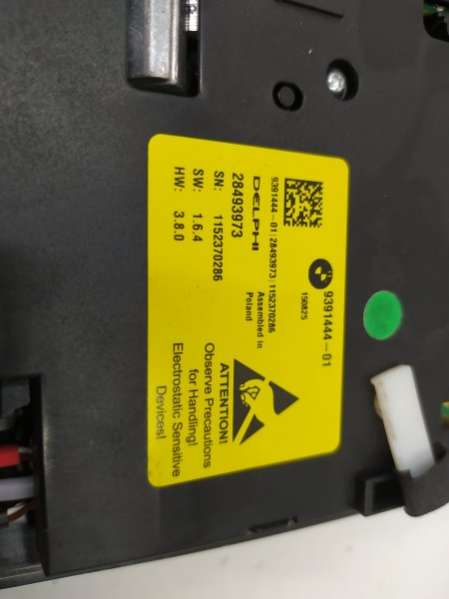 9391444-01
150825
9391444-01|28493973|1152370286
DELPHI
Assembled in
Poland
28493973
SN: 1152370286
SW: 1.6.4
HW: 3.8.0
ATTENTION!
Observe Precautions
for Handling!
Electrostatic Sensitive
Devices!